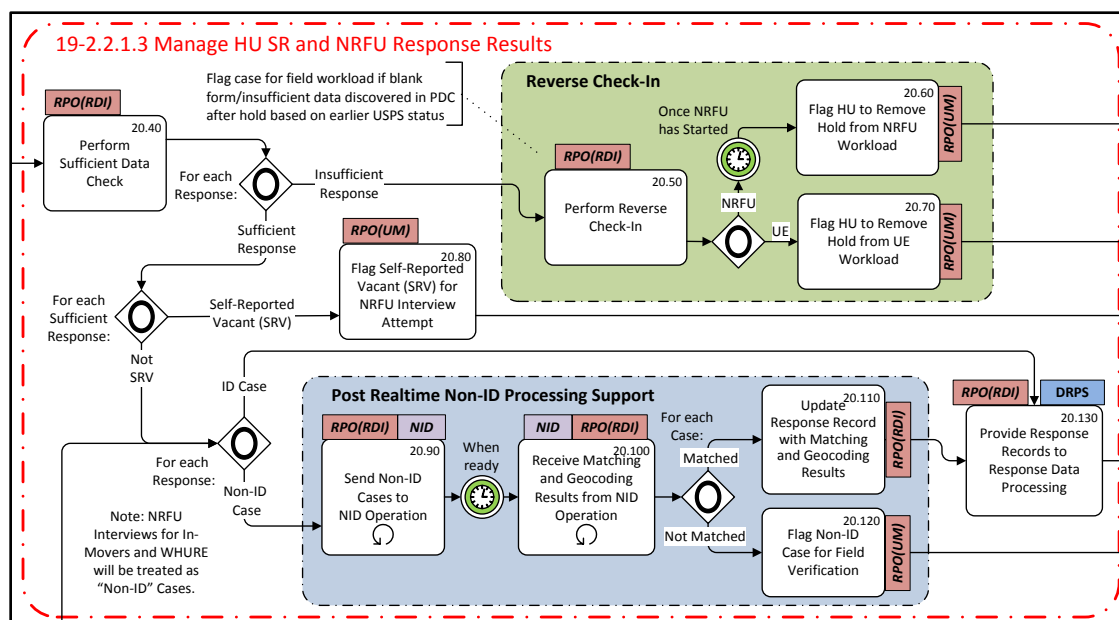 19-2.2.1.3 Manage HU SR and NRFU Response Results
Flag case for field workload if blank
form/insufficient data discovered in PDC
after hold based on earlier USPS status
RPO(RDI)
20.40
Perform
Sufficient Data
Check
For each
Response:
Insufficient
Response
Sufficient
Response
Reverse Check-In
RPO(RDI)
20.50
Perform Reverse
Check-In
Once NRFU
has Started
NRFU
UE
20.60
Flag HU to Remove
Hold from NRFU
Workload
RPO(UM)
20.70
Flag HU to Remove
Hold from UE
Workload
RPO(UM)
For each
Sufficient
Response:
Self-Reported
Vacant (SRV)
RPO(UM)
20.80
Flag Self-Reported
Vacant (SRV) for
NRFU Interview
Attempt
Not
SRV
ID Case
For each
Response:
Non-ID
Case
Note: NRFU
Interviews for In-
Movers and WHURE
will be treated as
“Non-ID” Cases.
Post Realtime Non-ID Processing Support
RPO(RDI)
NID
20.90
Send Non-ID
Cases to
NID Operation
When
ready
NID
RPO(RDI)
20.100
Receive Matching
and Geocoding
Results from NID
Operation
For each
Case:
Matched
Not Matched
20.110
Update
Response Record
with Matching
and Geocoding
Results
RPO(RDI)
20.120
Flag Non-ID
Case for Field
Verification
RPO(UM)
RPO(RDI)
DRPS
20.130
Provide Response
Records to
Response Data
Processing